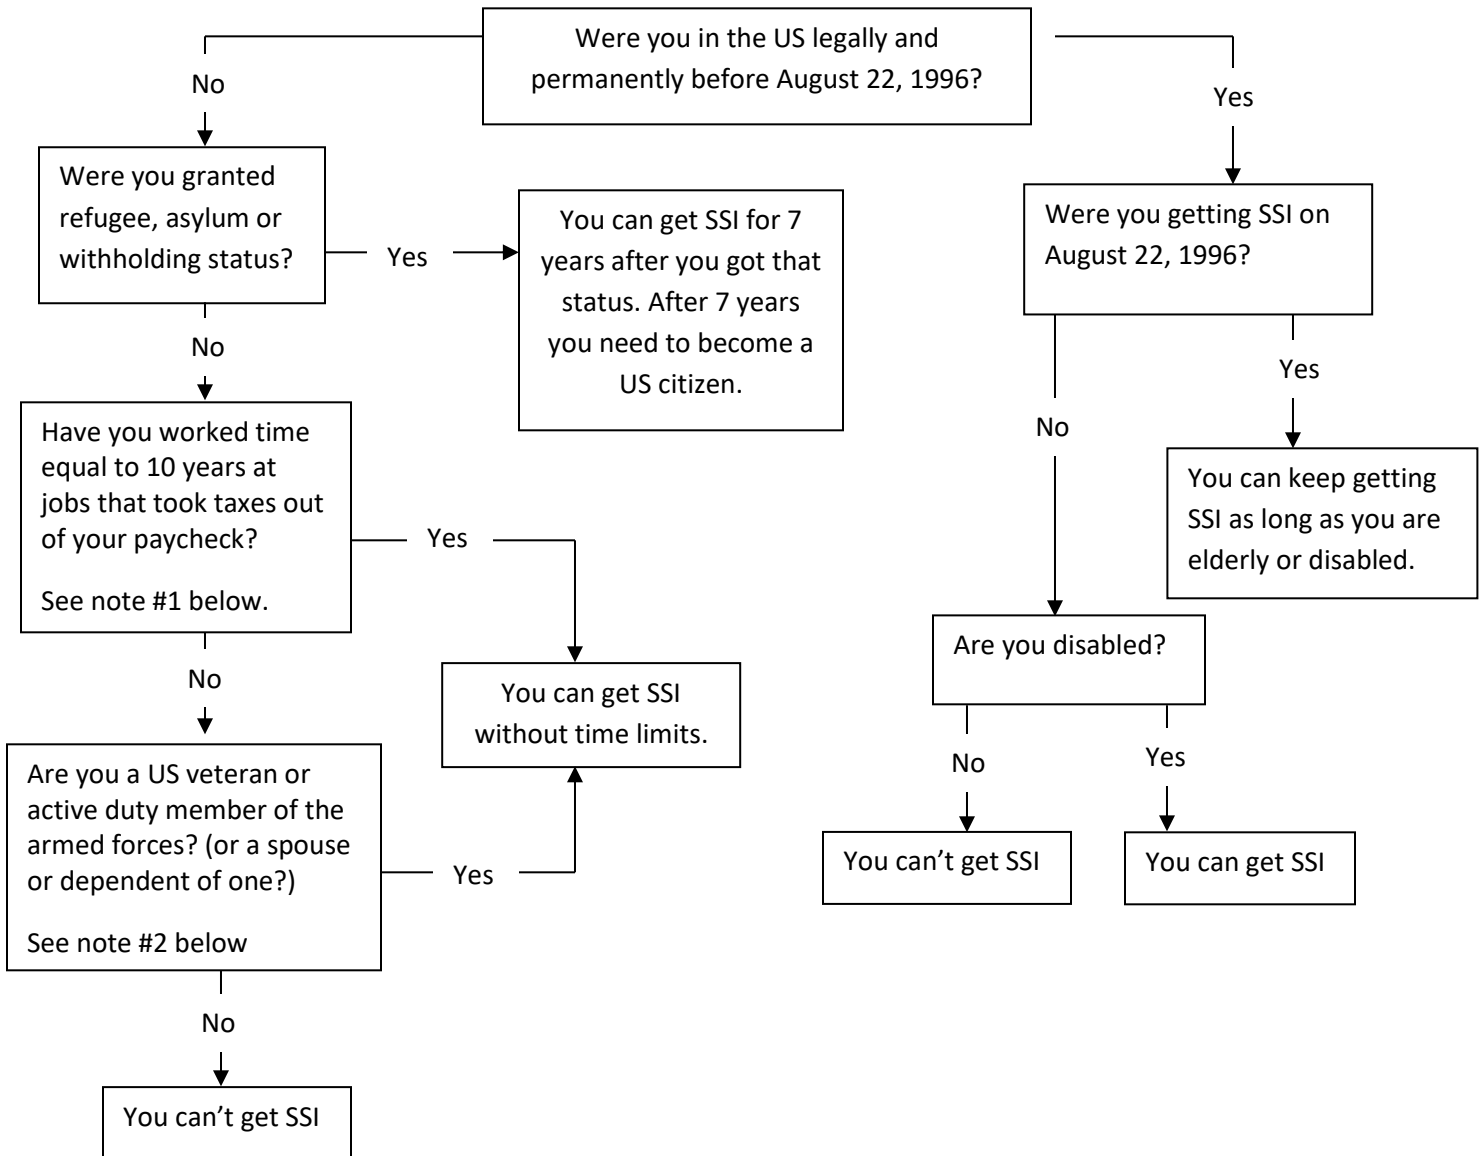 Were you in the US legally and
permanently before August 22, 1996?
No
Yes
Were you granted
refugee, asylum or
withholding status?
Yes
You can get SSI for 7
years after you got that
status. After 7 years
you need to become a
US citizen.
Were you getting SSI on
August 22, 1996?
No
Yes
No
Have you worked time
equal to 10 years at
jobs that took taxes out
of your paycheck?
See note #1 below.
Yes
You can keep getting
SSI as long as you are
elderly or disabled.
Are you disabled?
No
You can get SSI
without time limits.
No
Yes
Are you a US veteran or
active duty member of the
armed forces? (or a spouse
or dependent of one?)
See note #2 below
Yes
You can't get SSI
You can get SSI
No
You can't get SSI